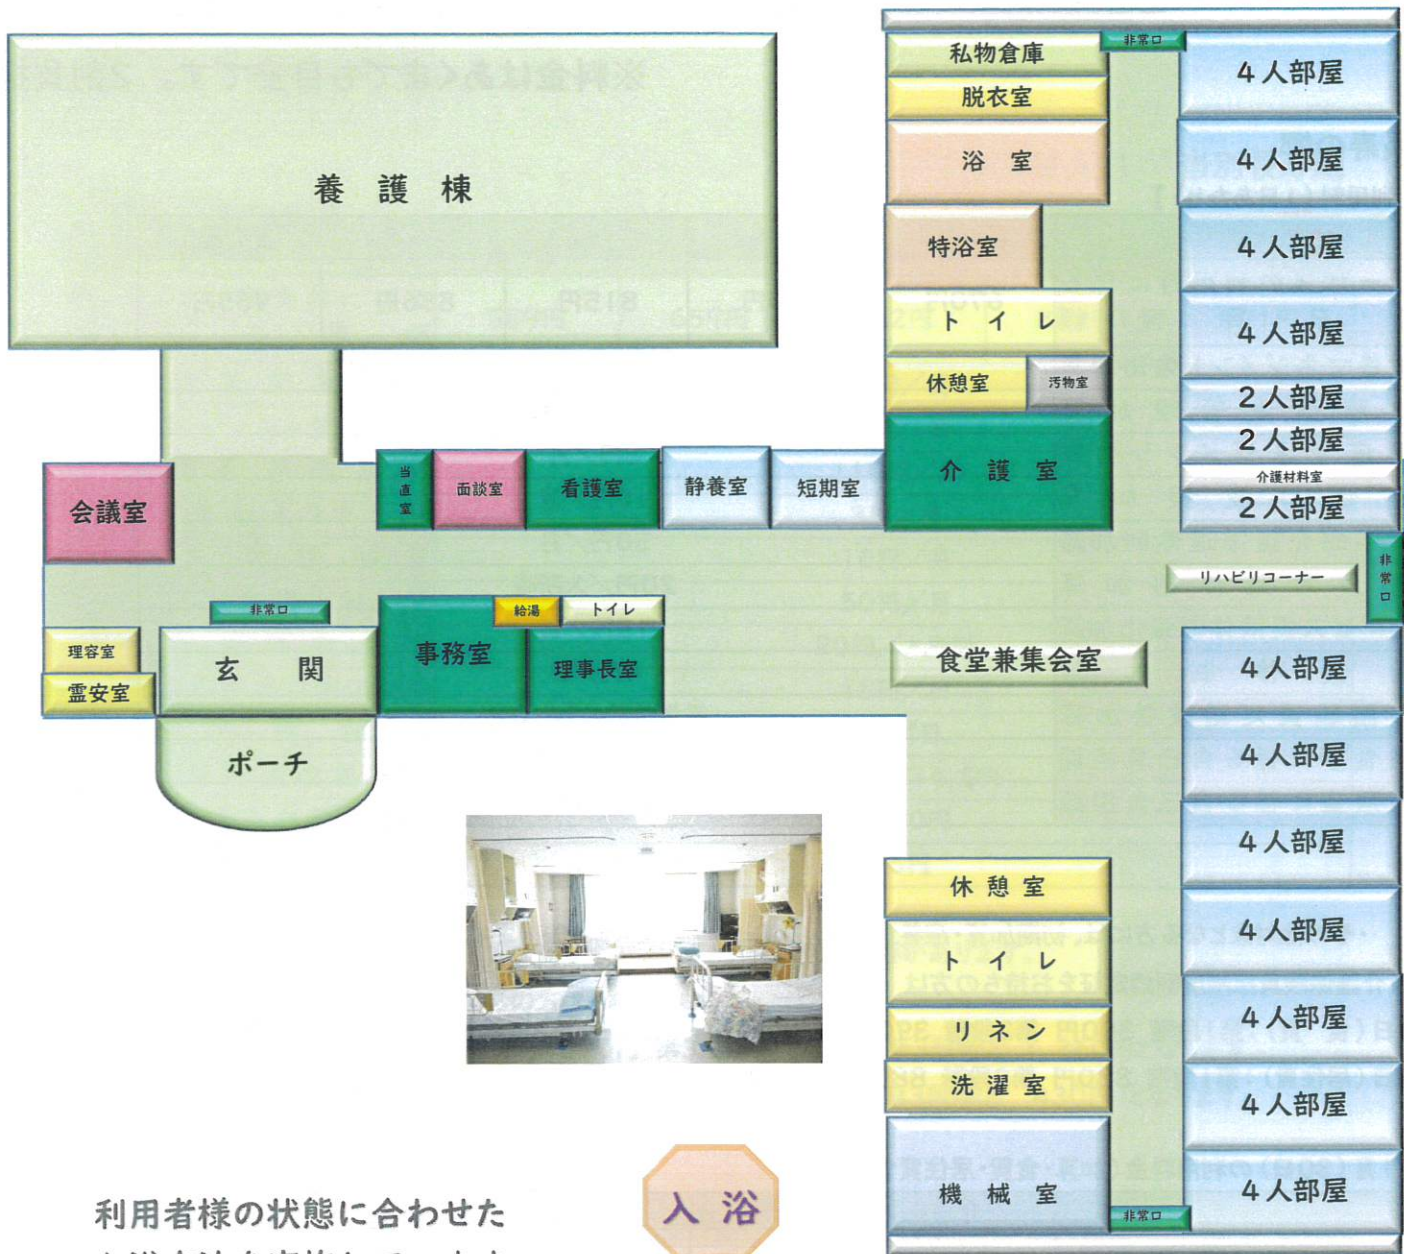 養護棟
私物倉庫
非常口
4人部屋
脱衣室
浴室
4人部屋
特浴室
4人部屋
トイレ
4人部屋
休憩室
汚物室
2人部屋
介護室
2人部屋
介護材料室
2人部屋
会議室
当直室
面談室
看護室
静養室
短期室
リハビリコーナー
非常口
非常口
事務室
給湯
トイレ
理容室
玄関
理事長室
食堂兼集会室
4人部屋
霊安室
ポーチ
4人部屋
4人部屋
休憩室
4人部屋
トイレ
4人部屋
リネン
洗濯室
4人部屋
機械室
4人部屋
非常口
利用者様の状態に合わせた
入浴